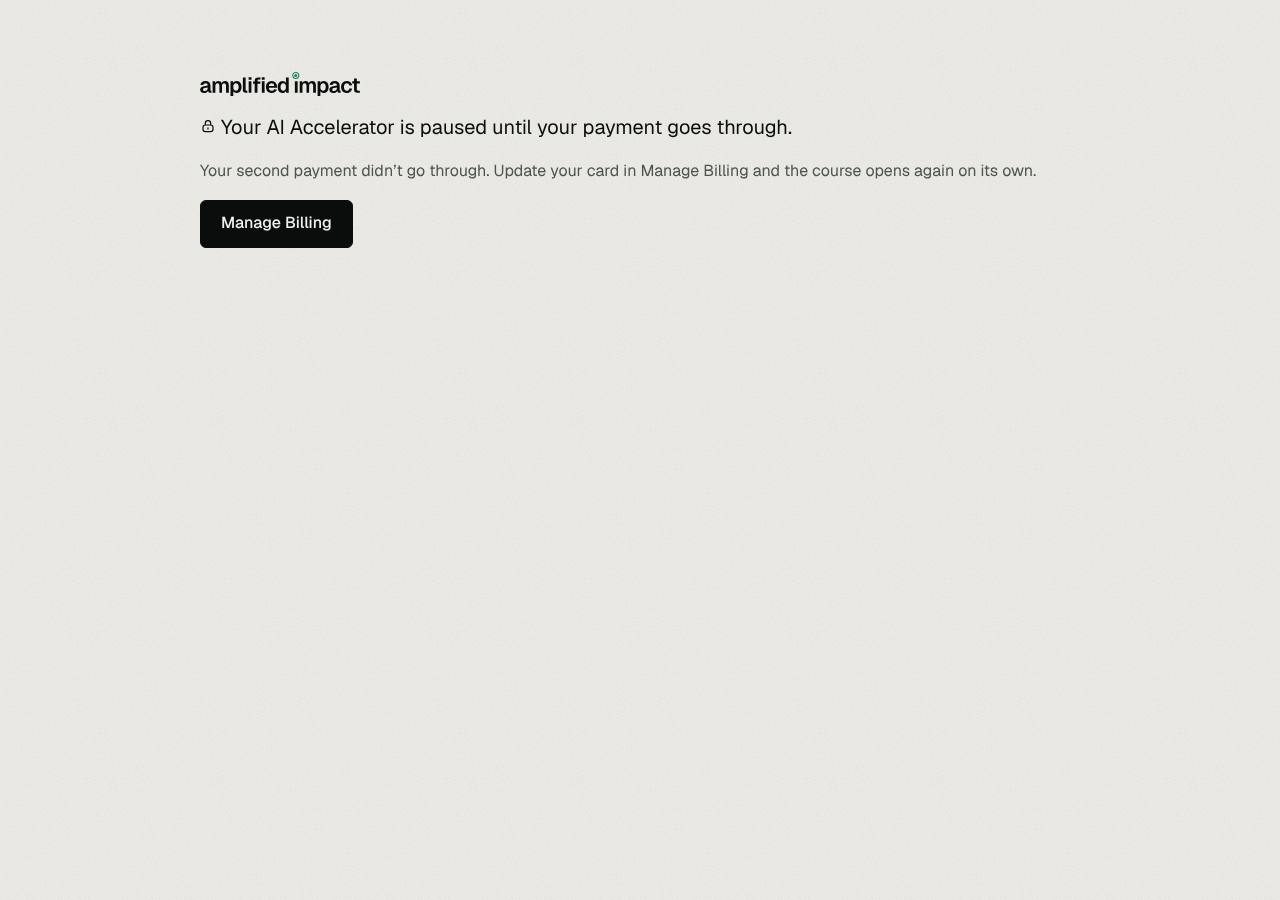 amplified impact
Your AI Accelerator is paused until your payment goes through.
Your second payment didn’t go through. Update your card in Manage Billing and the course opens again on its own.
Manage Billing